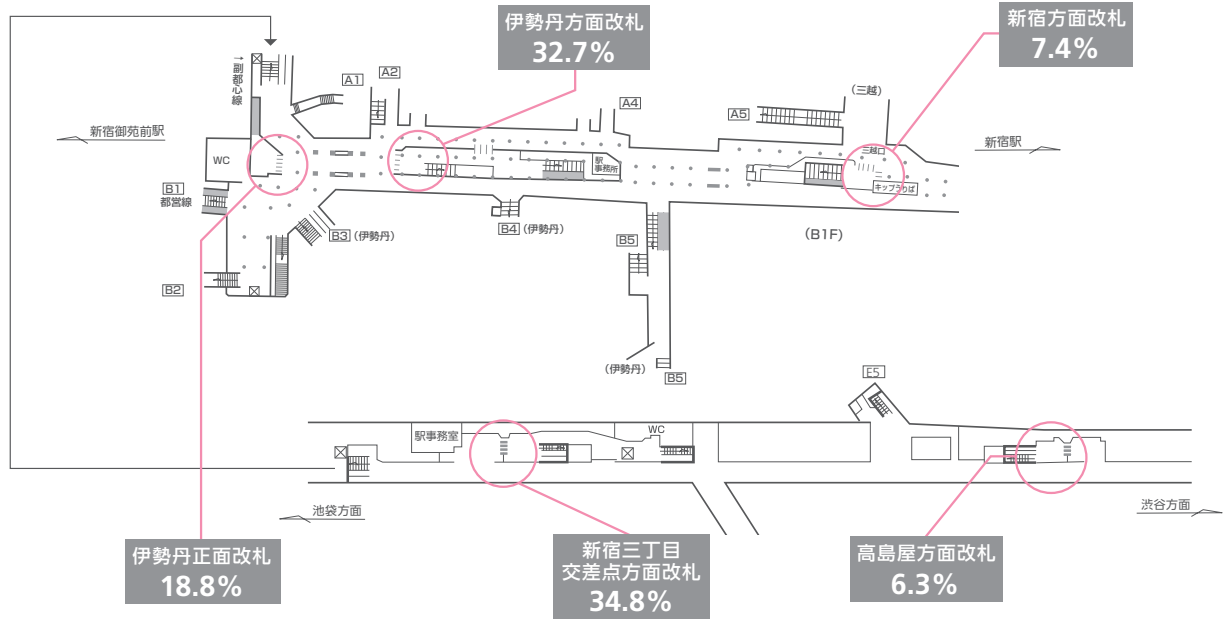 伊勢丹方面改札
32.7%
新宿方面改札
7.4%
↑副都心線
A1
A2
A4
A5
(三越)
新宿御苑前駅
新宿駅
WC
駅
事務所
三越口
キップうりば
B1
都営線
B2
B3 (伊勢丹)
B4 (伊勢丹)
B5
(B1F)
(伊勢丹)
B5
E5
駅事務室
WC
池袋方面
渋谷方面
伊勢丹正面改札
18.8%
新宿三丁目
交差点方面改札
34.8%
高島屋方面改札
6.3%